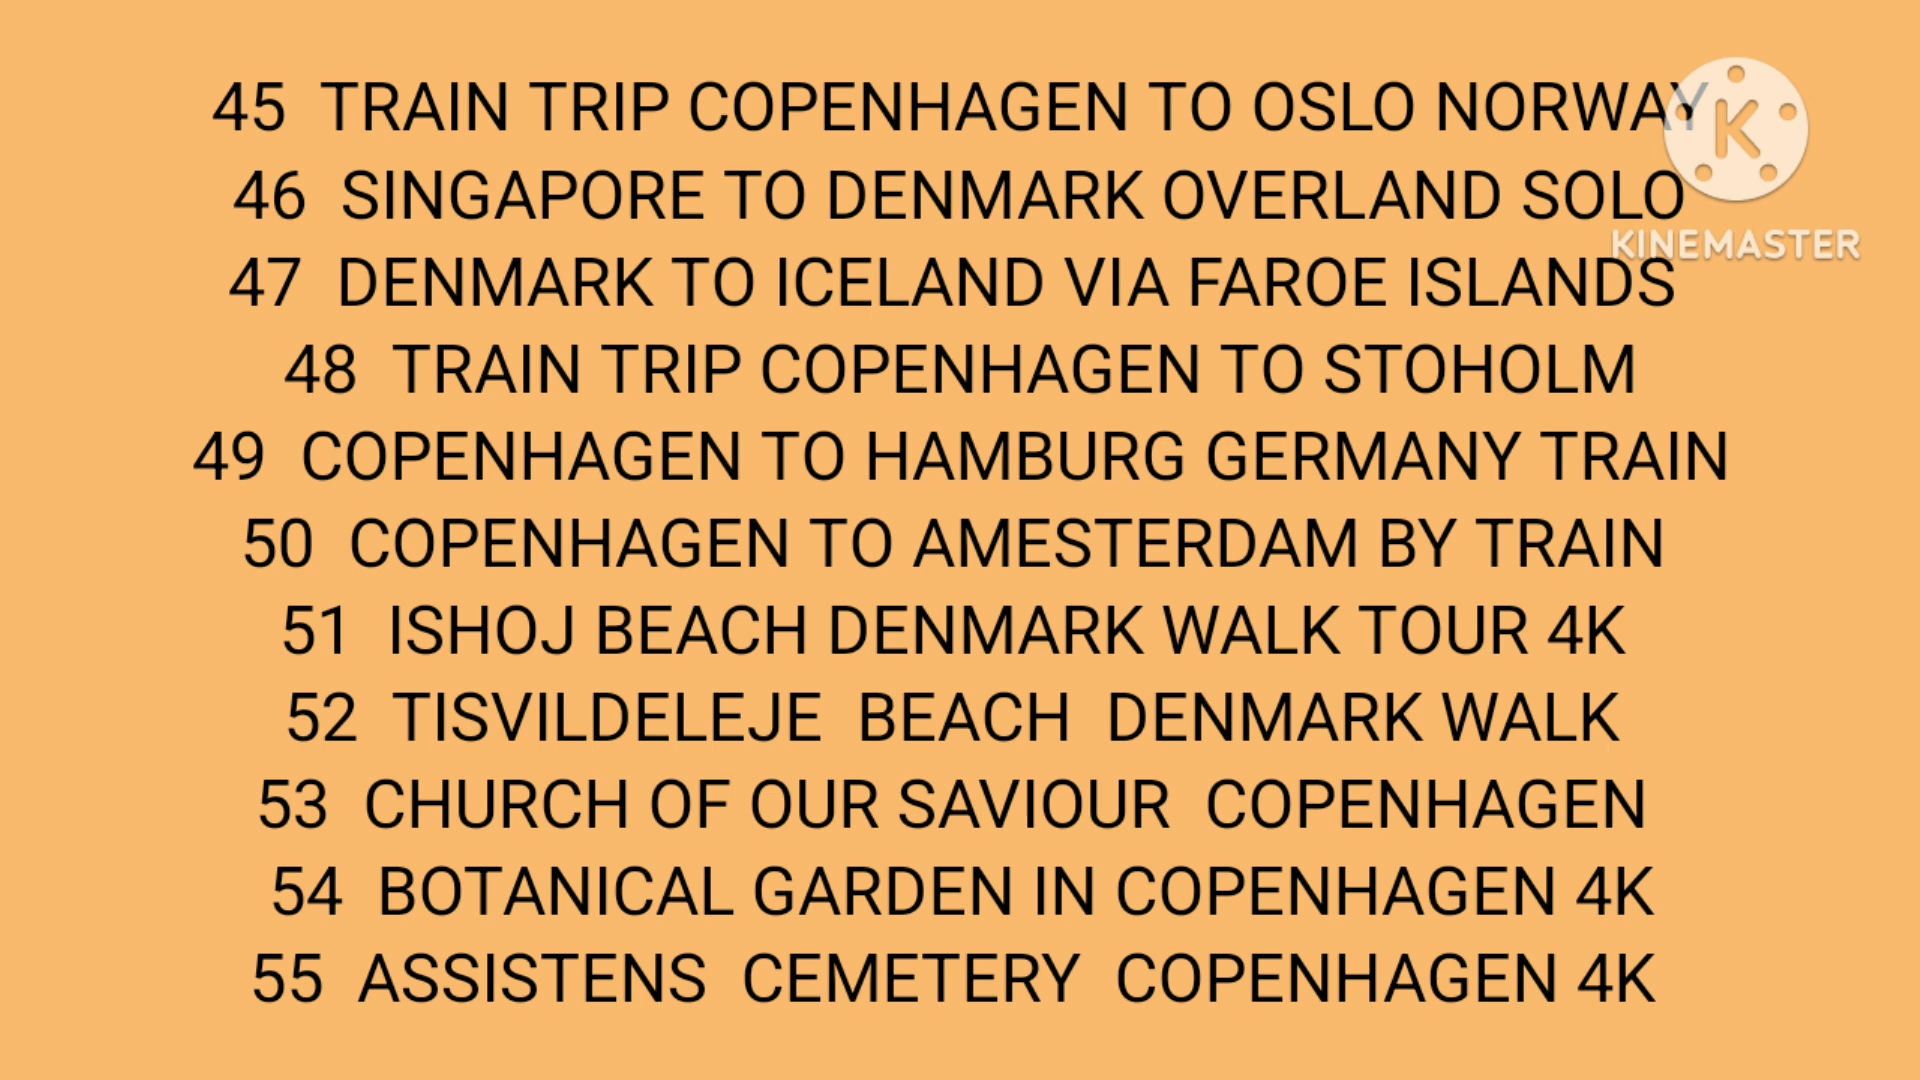 45 TRAIN TRIP COPENHAGEN TO OSLO NORWAY
46 SINGAPORE TO DENMARK OVERLAND SOLO
47 DENMARK TO ICELAND VIA FAROE ISLANDS
48 TRAIN TRIP COPENHAGEN TO STOHOLM
49 COPENHAGEN TO HAMBURG GERMANY TRAIN
50 COPENHAGEN TO AMESTERDAM BY TRAIN
51 ISHOJ BEACH DENMARK WALK TOUR 4K
52 TISVILDELEJE BEACH DENMARK WALK
53 CHURCH OF OUR SAVIOUR COPENHAGEN
54 BOTANICAL GARDEN IN COPENHAGEN 4K
55 ASSISTENS CEMETERY COPENHAGEN 4K
K
KINEMASTER